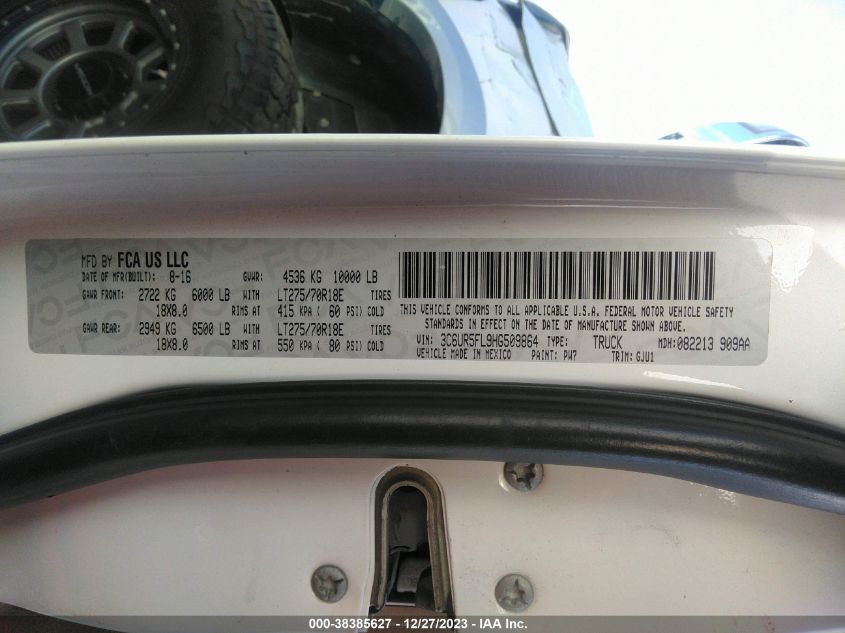 MFD BY FCA US LLC
DATE OF MFR(BUILT): 8-16 GVWR: 4536 KG 10000 LB
GAWR FRONT: 2722 KG 6000 LB WITH LT275/70R18E TIRES
18X8.0 RIMS AT 415 KPA ( 60 PSI) COLD
GAWR REAR: 2949 KG 6500 LB WITH LT275/70R18E TIRES
18X8.0 RIMS AT 550 KPA ( 80 PSI) COLD
THIS VEHICLE CONFORMS TO ALL APPLICABLE U.S.A. FEDERAL MOTOR VEHICLE SAFETY
STANDARDS IN EFFECT ON THE DATE OF MANUFACTURE SHOWN ABOVE.
VIN: 3C6UR5FL9HG509864 TYPE: TRUCK MDH: 082213 909AA
VEHICLE MADE IN MEXICO PAINT: PW7 TRIM: GJU1
000-38385627 - 12/27/2023 - IAA Inc.